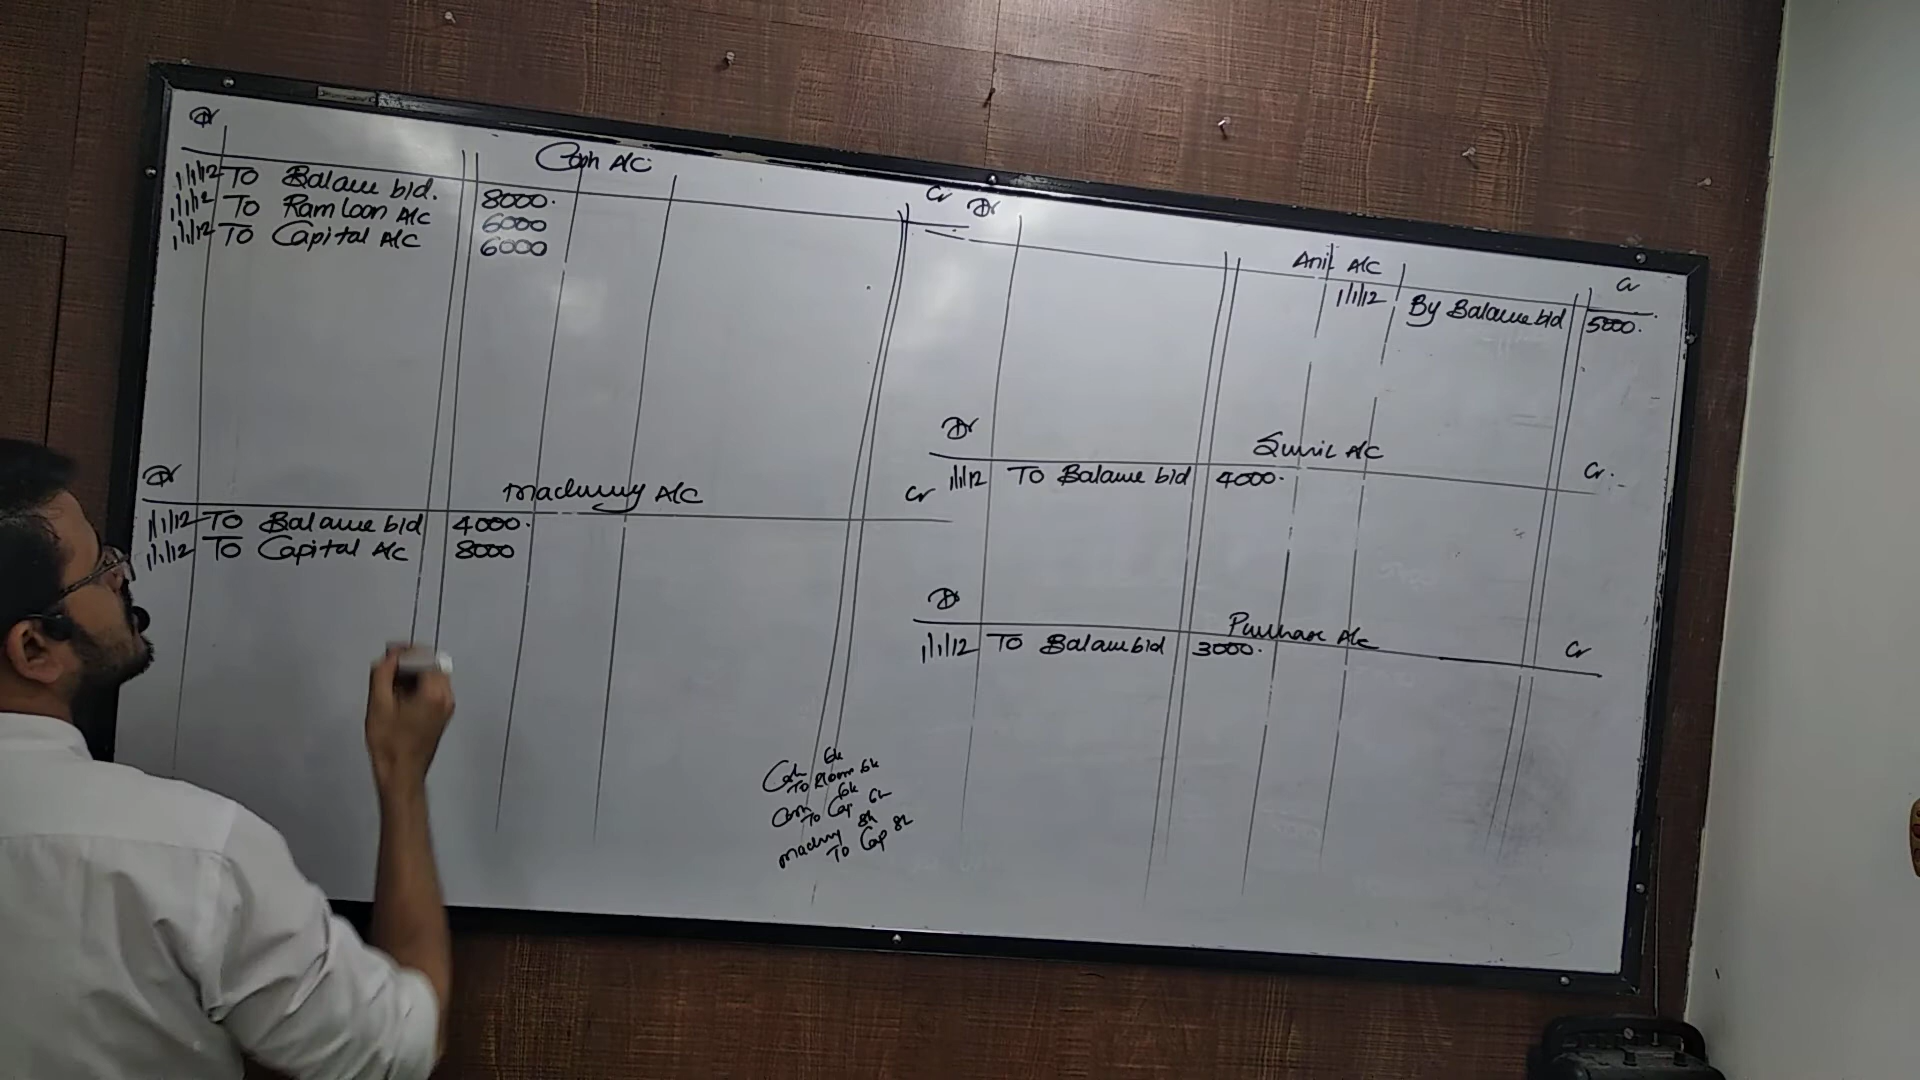 Dr
Cash A/C
Cr
1/1/12 TO Balance b/d. 8000.
1/1/12 TO Ram Loan A/C 6000
1/1/12 TO Capital A/C 6000
Dr
Machinery A/C
Cr
1/1/12 TO Balance b/d 4000.
1/1/12 TO Capital A/C 8000
Cash 6k
TO R loan 6k
Cash 6k
TO Cap 6k
Machinery 8k
TO Cap 8k
Dr
Anil A/C
Cr
1/1/12 By Balance b/d 5000.
Dr
Sunil A/C
Cr.
1/1/12 TO Balance b/d 4000.
Dr
Purchase A/c
Cr
1/1/12 TO Balance b/d 3000.